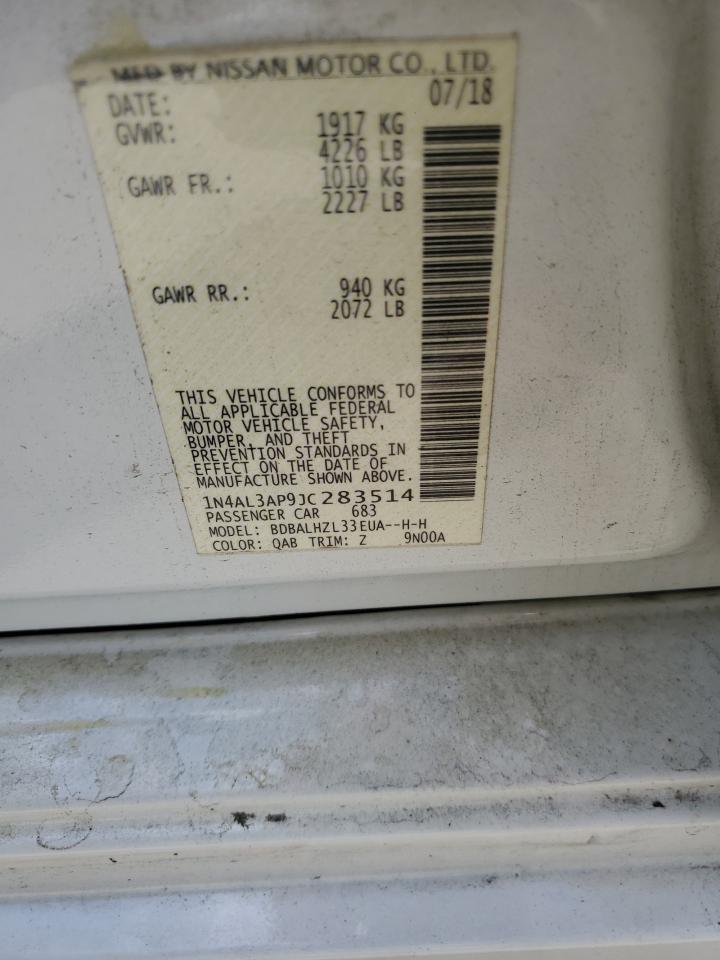 MFD BY NISSAN MOTOR CO., LTD.
DATE: 07/18
GVWR: 1917 KG
4226 LB
GAWR FR.: 1010 KG
2227 LB
GAWR RR.: 940 KG
2072 LB
THIS VEHICLE CONFORMS TO
ALL APPLICABLE FEDERAL
MOTOR VEHICLE SAFETY,
BUMPER, AND THEFT
PREVENTION STANDARDS IN
EFFECT ON THE DATE OF
MANUFACTURE SHOWN ABOVE.
1N4AL3AP9JC283514
PASSENGER CAR 683
MODEL: BDBALHZL33EUA--H-H
COLOR: QAB TRIM: Z 9N00A